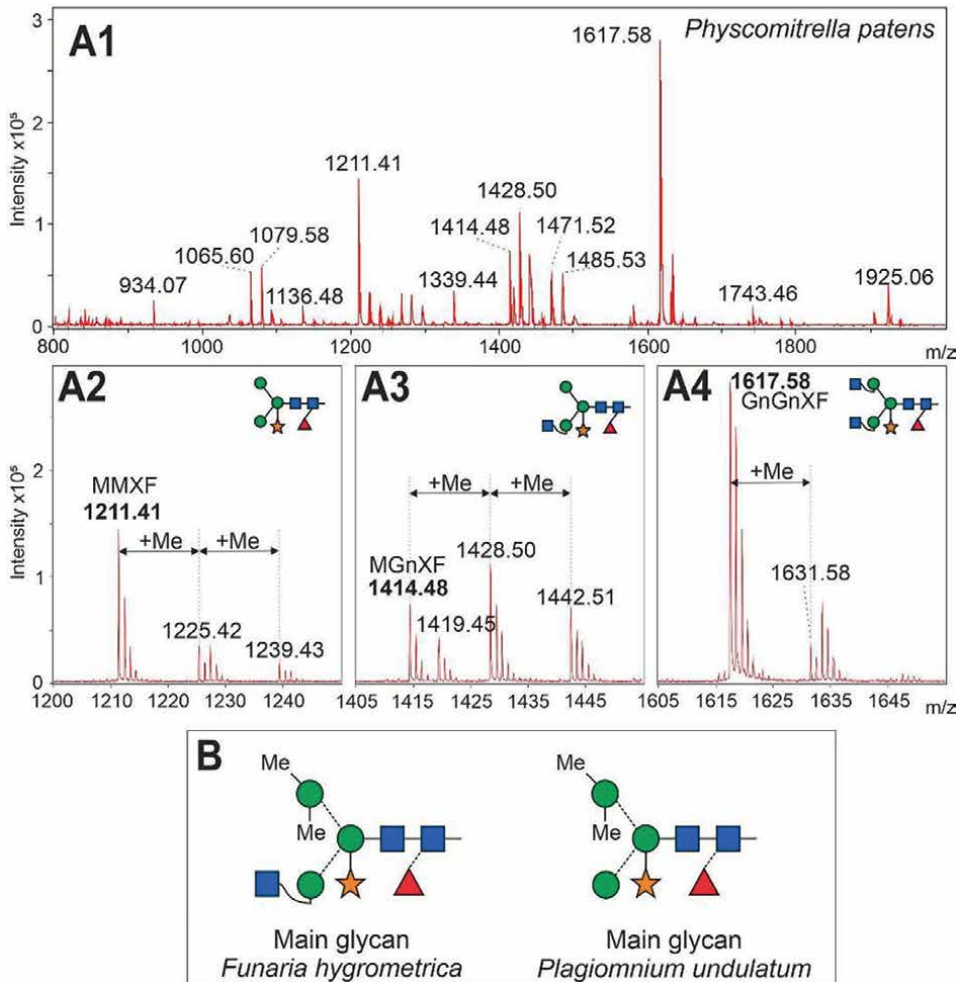 A1
Physcomitrella patens
Intensity x10⁵
3
2
1
0
934.07
1065.60
1079.58
1136.48
1211.41
1339.44
1414.48
1428.50
1471.52
1485.53
1617.58
1743.46
1925.06
800 1000 1200 1400 1600 1800 m/z
A2
Intensity x10⁵
2
1
0
MMXF
1211.41
+Me +Me
1225.42
1239.43
1200 1210 1220 1230 1240
A3
+Me +Me
MGnXF
1414.48
1419.45
1428.50
1442.51
1405 1415 1425 1435 1445
A4
1617.58
GnGnXF
+Me
1631.58
1605 1615 1625 1635 1645 m/z
B
Me
Me
Main glycan
Funaria hygrometrica
Me
Me
Main glycan
Plagiomnium undulatum